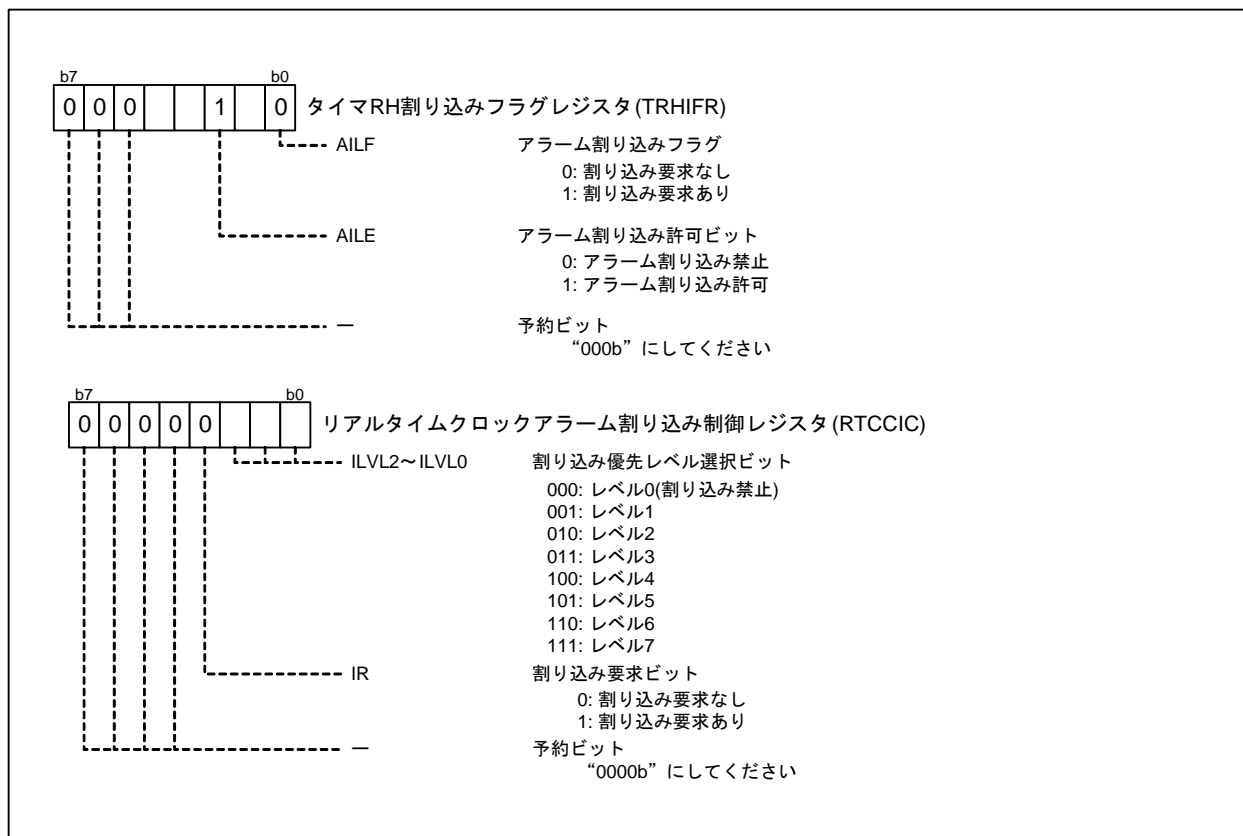 b7 b0
0 0 0 1 0 タイマRH割り込みフラグレジスタ(TRHIFR)
AILF アラーム割り込みフラグ
0: 割り込み要求なし
1: 割り込み要求あり
AILE アラーム割り込み許可ビット
0: アラーム割り込み禁止
1: アラーム割り込み許可
— 予約ビット
“000b”にしてください
b7 b0
0 0 0 0 0 リアルタイムクロックアラーム割り込み制御レジスタ(RTCCIC)
ILVL2～ILVL0 割り込み優先レベル選択ビット
000: レベル0(割り込み禁止)
001: レベル1
010: レベル2
011: レベル3
100: レベル4
101: レベル5
110: レベル6
111: レベル7
IR 割り込み要求ビット
0: 割り込み要求なし
1: 割り込み要求あり
— 予約ビット
“0000b”にしてください